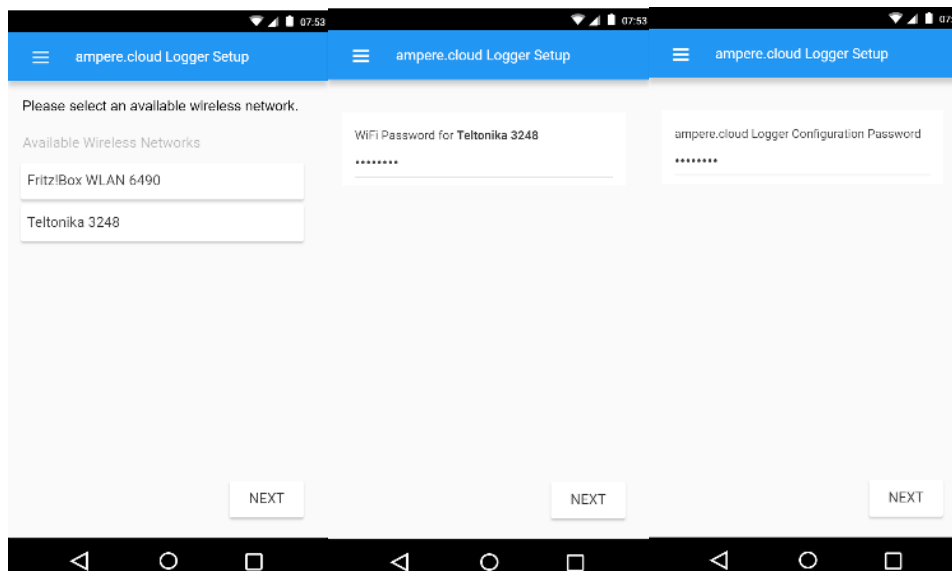 07:53
ampere.cloud Logger Setup
Please select an available wireless network.
Available Wireless Networks
Fritz!Box WLAN 6490
Teltonika 3248
NEXT
07:53
ampere.cloud Logger Setup
WiFi Password for Teltonika 3248
••••••••
NEXT
07:
ampere.cloud Logger Setup
ampere.cloud Logger Configuration Password
••••••••
NEXT